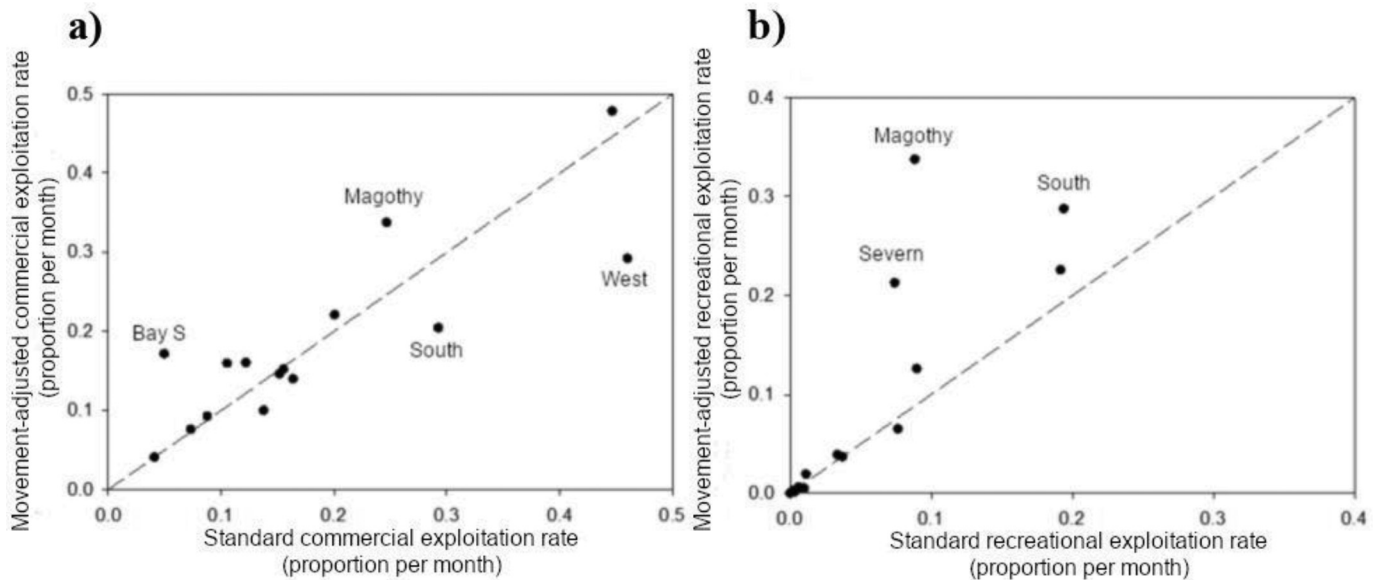 a)
Movement-adjusted commercial exploitation rate
(proportion per month)
0.5
0.4
0.3
0.2
0.1
0.0
Magothy
West
Bay S
South
0.0 0.1 0.2 0.3 0.4 0.5
Standard commercial exploitation rate
(proportion per month)
b)
Movement-adjusted recreational exploitation rate
(proportion per month)
0.4
0.3
0.2
0.1
0.0
Magothy
South
Severn
0.0 0.1 0.2 0.3 0.4
Standard recreational exploitation rate
(proportion per month)